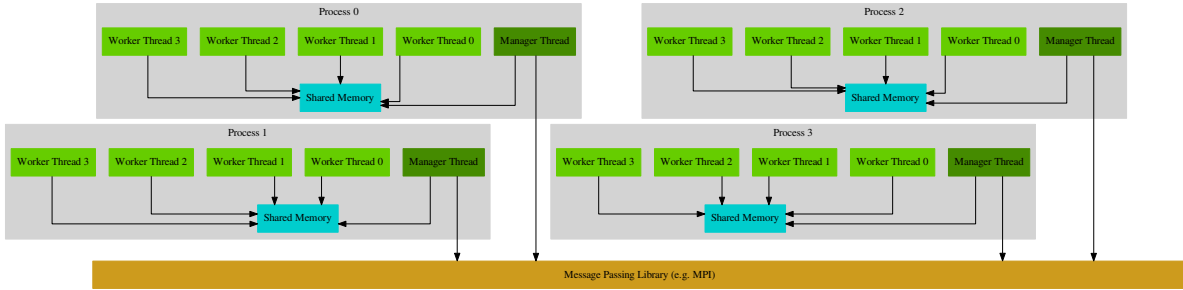 Process 0
Worker Thread 3
Worker Thread 2
Worker Thread 1
Worker Thread 0
Manager Thread
Shared Memory
Process 2
Worker Thread 3
Worker Thread 2
Worker Thread 1
Worker Thread 0
Manager Thread
Shared Memory
Process 1
Worker Thread 3
Worker Thread 2
Worker Thread 1
Worker Thread 0
Manager Thread
Shared Memory
Process 3
Worker Thread 3
Worker Thread 2
Worker Thread 1
Worker Thread 0
Manager Thread
Shared Memory
Message Passing Library (e.g. MPI)